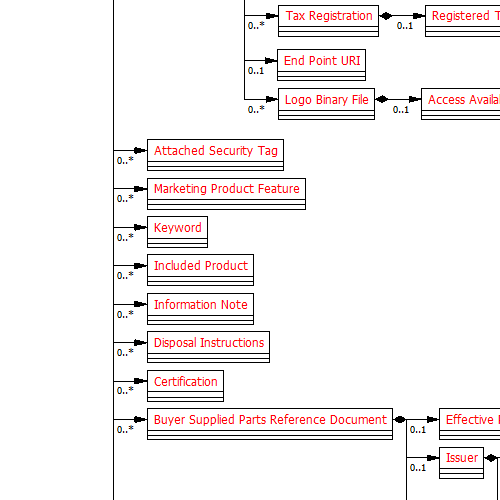 Tax Registration
Registered
0..*
0..1
End Point URI
0..1
Logo Binary File
Access
0..*
0..1
Attached Security Tag
0..*
Marketing Product Feature
0..*
Keyword
0..*
Included Product
0..*
Information Note
0..*
Disposal Instructions
0..*
Certification
0..*
Buyer Supplied Parts Reference Document
Effective
0..*
0..1
Issuer
0..1